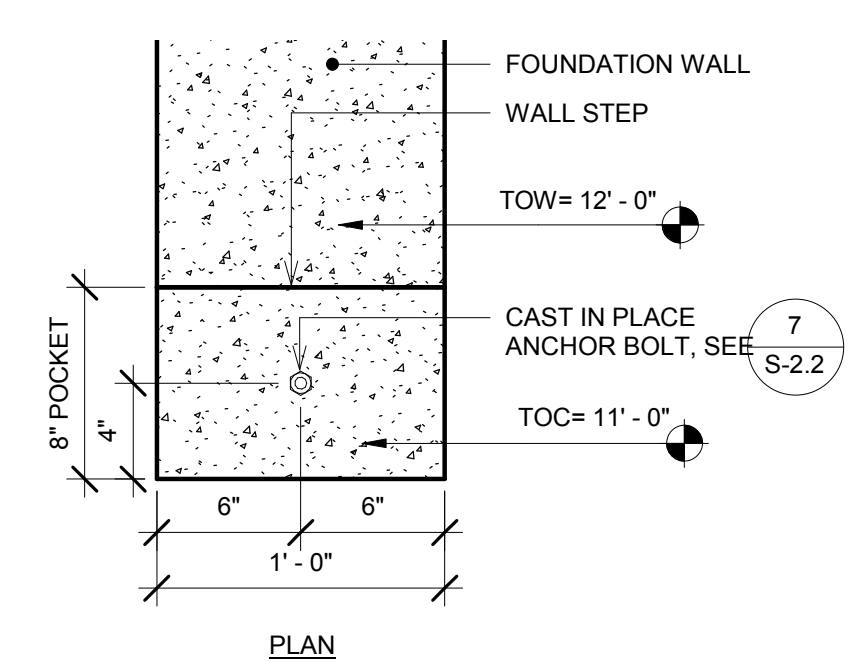 FOUNDATION WALL
WALL STEP
TOW= 12' - 0"
CAST IN PLACE
ANCHOR BOLT, SEE
7
S-2.2
TOC= 11' - 0"
8" POCKET
4"
6"
6"
1' - 0"
PLAN